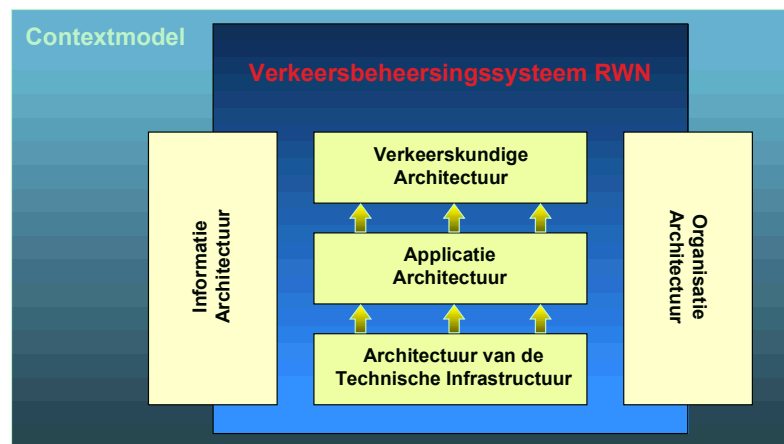 Contextmodel
Verkeersbeheersingssysteem RWN
Informatie
Architectuur
Verkeerskundige
Architectuur
Applicatie
Architectuur
Architectuur van de
Technische Infrastructuur
Organisatie
Architectuur